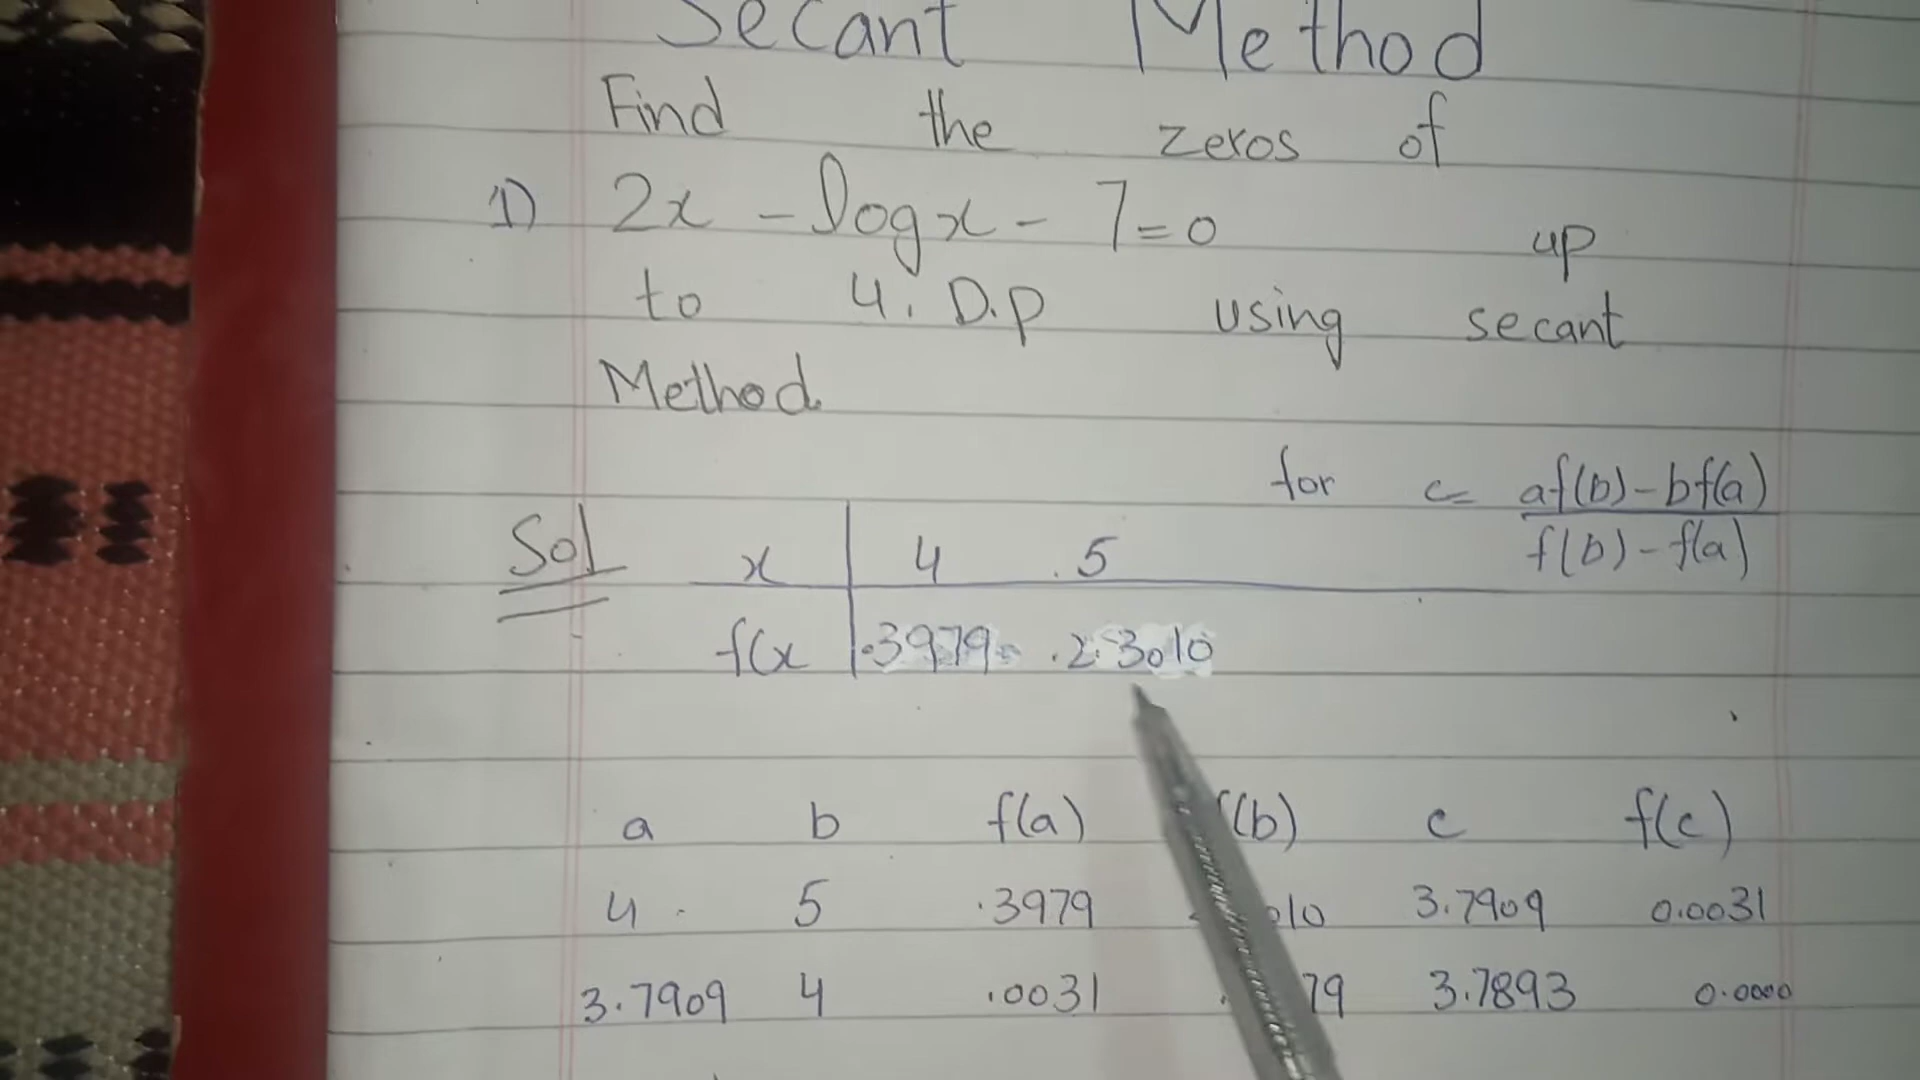 Secant Method
Find the zeros of
1) 2x - log x - 7 = 0 up
to 4. D.p using secant
Method
for c = af(b) - bf(a) / f(b) - f(a)
Sol x 4 .5
f(x .3979 .2.3010
a b f(a) f(b) c f(c)
4 5 .3979 010 3.7909 0.0031
3.7909 4 .0031 79 3.7893 0.0000